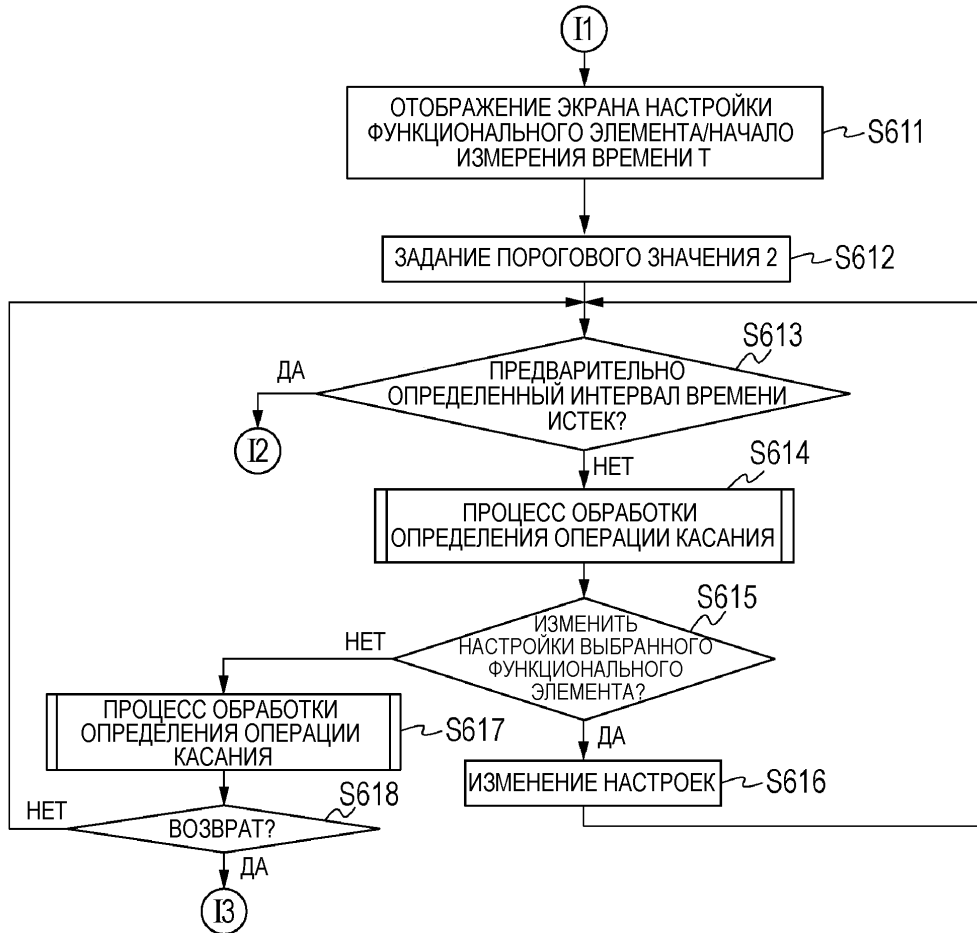 I1
ОТОБРАЖЕНИЕ ЭКРАНА НАСТРОЙКИ
ФУНКЦИОНАЛЬНОГО ЭЛЕМЕНТА/НАЧАЛО
ИЗМЕРЕНИЯ ВРЕМЕНИ T
S611
ЗАДАНИЕ ПОРОГОВОГО ЗНАЧЕНИЯ 2
S612
S613
ПРЕДВАРИТЕЛЬНО
ОПРЕДЕЛЕННЫЙ ИНТЕРВАЛ ВРЕМЕНИ
ИСТЕК?
ДА
I2
НЕТ
S614
ПРОЦЕСС ОБРАБОТКИ
ОПРЕДЕЛЕНИЯ ОПЕРАЦИИ КАСАНИЯ
S615
ИЗМЕНИТЬ
НАСТРОЙКИ ВЫБРАННОГО
ФУНКЦИОНАЛЬНОГО
ЭЛЕМЕНТА?
НЕТ
ДА
ПРОЦЕСС ОБРАБОТКИ
ОПРЕДЕЛЕНИЯ ОПЕРАЦИИ
КАСАНИЯ
S617
ИЗМЕНЕНИЕ НАСТРОЕК
S616
S618
НЕТ
ВОЗВРАТ?
ДА
I3